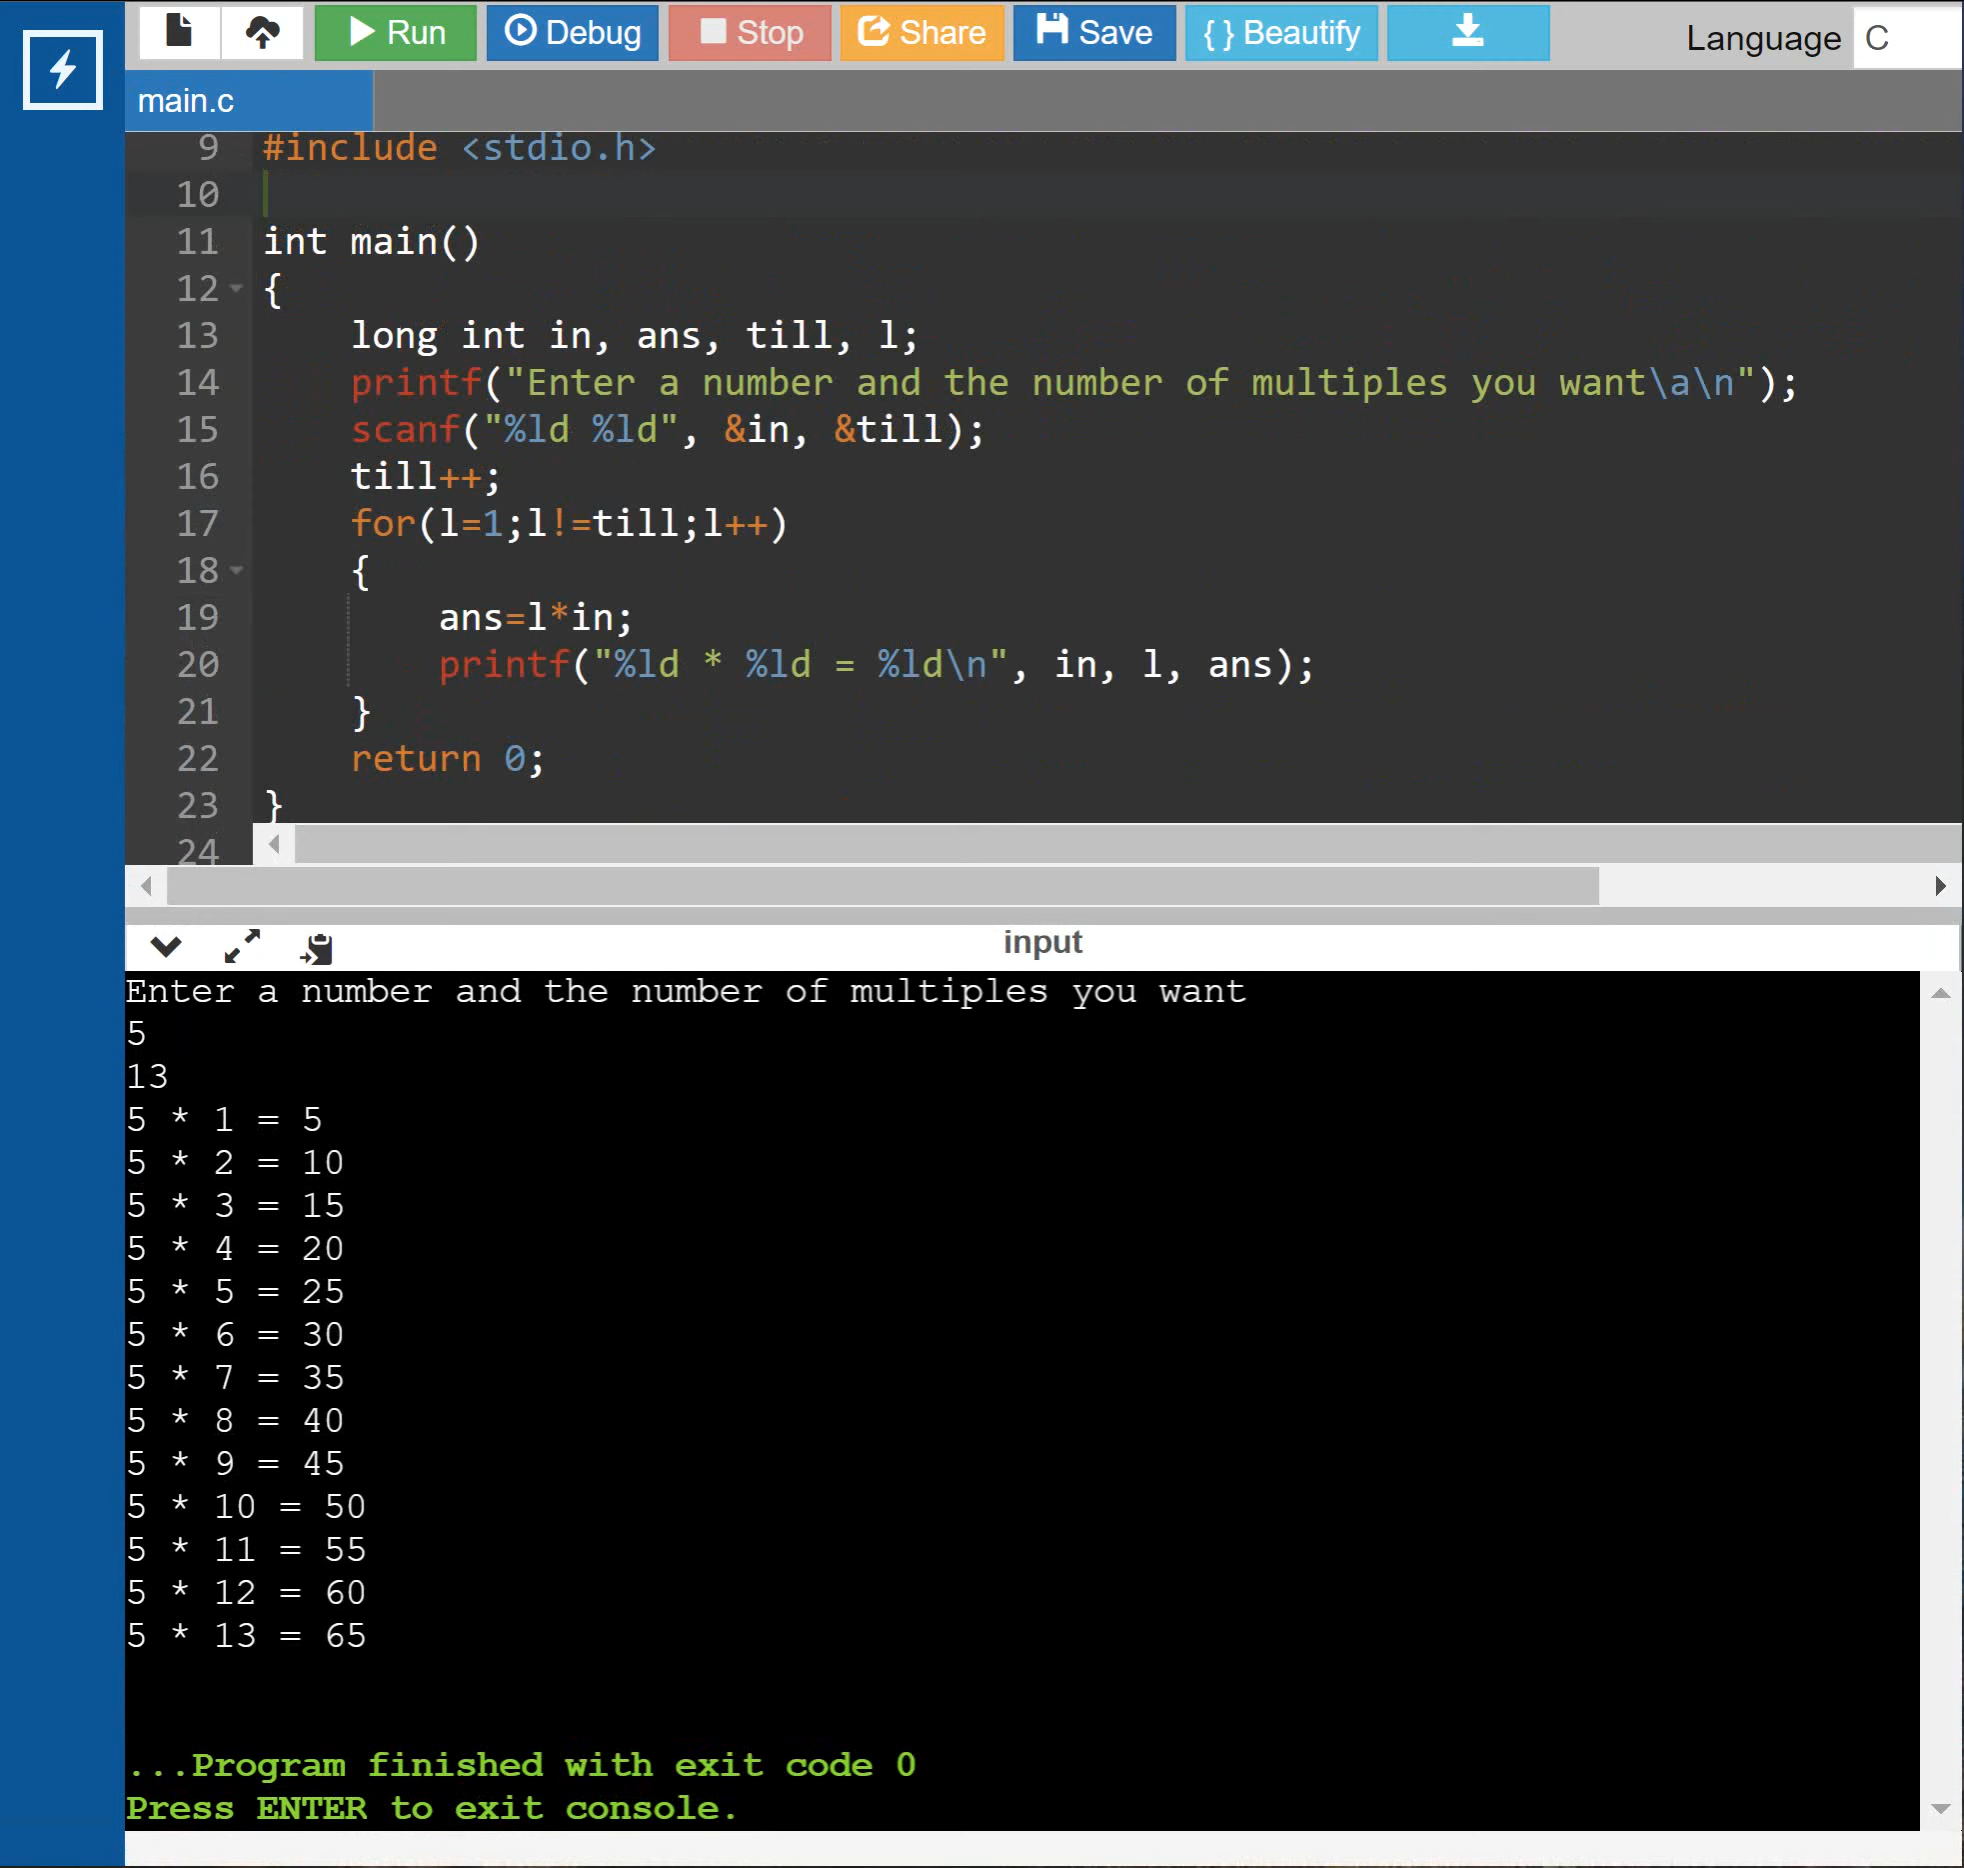 Run Debug Stop Share Save { } Beautify Language C
main.c
9 #include <stdio.h>
10
11 int main()
12 {
13     long int in, ans, till, l;
14     printf("Enter a number and the number of multiples you want\a\n");
15     scanf("%ld %ld", &in, &till);
16     till++;
17     for(l=1;l!=till;l++)
18     {
19         ans=l*in;
20         printf("%ld * %ld = %ld\n", in, l, ans);
21     }
22     return 0;
23 }
24
input
Enter a number and the number of multiples you want
5
13
5 * 1 = 5
5 * 2 = 10
5 * 3 = 15
5 * 4 = 20
5 * 5 = 25
5 * 6 = 30
5 * 7 = 35
5 * 8 = 40
5 * 9 = 45
5 * 10 = 50
5 * 11 = 55
5 * 12 = 60
5 * 13 = 65
...Program finished with exit code 0
Press ENTER to exit console.